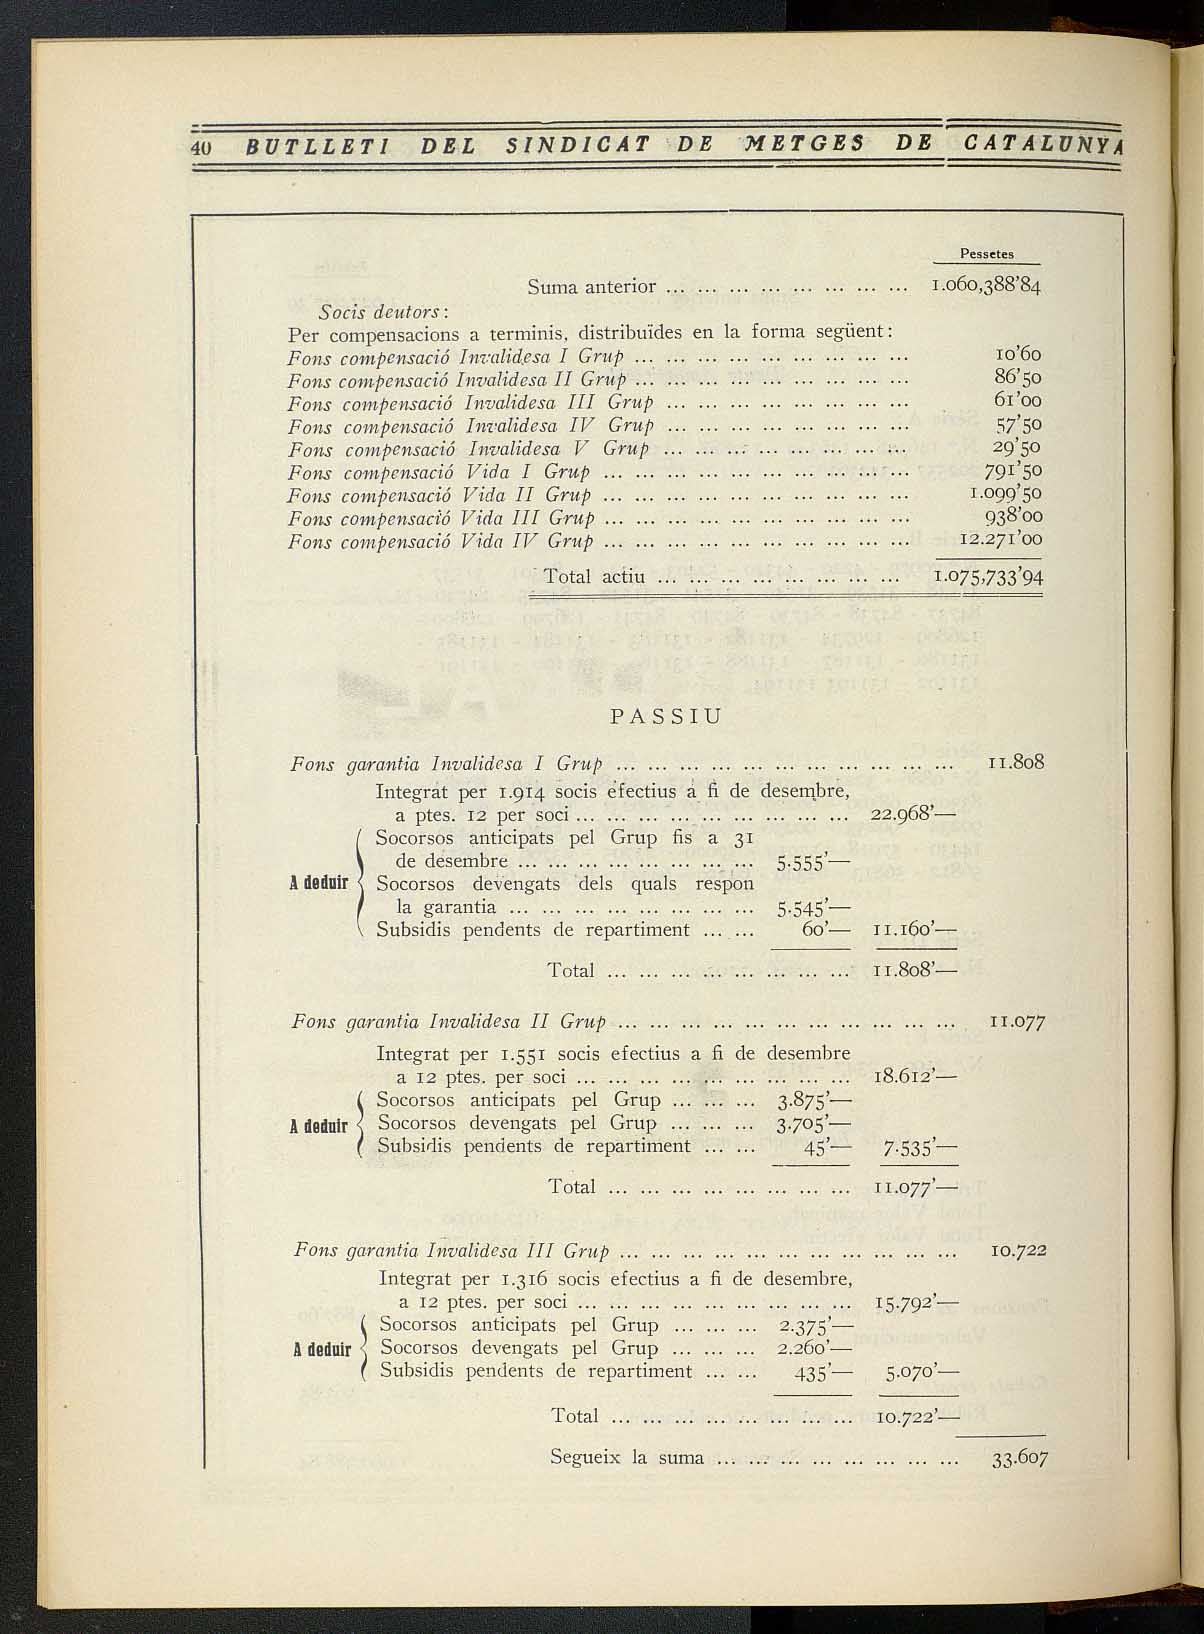 40 BUTLLETI DEL SINDICAT DE METGES DE CATALUNYA
Pessetes
Suma anterior ... ... ... ... ... ... ... ... 1.060,388'84
Socis deutors:
Per compensacions a terminis, distribuïdes en la forma següent:
Fons compensació Invalidesa I Grup ... ... ... ... ... ... ... ... ... 10'60
Fons compensació Invalidesa II Grup ... ... ... ... ... ... ... ... ... 86'50
Fons compensació Invalidesa III Grup ... ... ... ... ... ... ... ... 61'00
Fons compensació Invalidesa IV Grup ... ... ... ... ... ... ... ... 57'50
Fons compensació Invalidesa V Grup ... ... ... ... ... ... ... ... 29'50
Fons compensació Vida I Grup ... ... ... ... ... ... ... ... ... ... 791'50
Fons compensació Vida II Grup ... ... ... ... ... ... ... ... ... ... 1.099'50
Fons compensació Vida III Grup ... ... ... ... ... ... ... ... ... ... 938'00
Fons compensació Vida IV Grup ... ... ... ... ... ... ... ... ... ... 12.271'00
Total actiu ... ... ... ... ... ... ... ... 1.075,733'94
PASSIU
Fons garantia Invalidesa I Grup ... ... ... ... ... ... ... ... ... ... ... 11.808
Integrat per 1.914 socis efectius a fi de desembre,
a ptes. 12 per soci ... ... ... ... ... ... ... ... ... 22.968'—
Socorsos anticipats pel Grup fis a 31
de desembre ... ... ... ... ... ... ... ... 5.555'—
A deduir Socorsos devengats dels quals respon
la garantia ... ... ... ... ... ... ... ... 5.545'—
Subsidis pendents de repartiment ... ... 60'— 11.160'—
Total ... ... ... ... ... ... ... ... 11.808'—
Fons garantia Invalidesa II Grup ... ... ... ... ... ... ... ... ... ... ... 11.077
Integrat per 1.551 socis efectius a fi de desembre
a 12 ptes. per soci ... ... ... ... ... ... ... ... ... 18.612'—
Socorsos anticipats pel Grup ... ... ... 3.875'—
A deduir Socorsos devengats pel Grup ... ... ... 3.705'—
Subsidis pendents de repartiment ... ... 45'— 7.535'—
Total ... ... ... ... ... ... ... ... 11.077'—
Fons garantia Invalidesa III Grup ... ... ... ... ... ... ... ... ... ... ... 10.722
Integrat per 1.316 socis efectius a fi de desembre,
a 12 ptes. per soci ... ... ... ... ... ... ... ... ... 15.792'—
Socorsos anticipats pel Grup ... ... ... 2.375'—
A deduir Socorsos devengats pel Grup ... ... ... 2.260'—
Subsidis pendents de repartiment ... ... 435'— 5.070'—
Total ... ... ... ... ... ... ... ... 10.722'—
Segueix la suma ... ... ... ... ... ... ... ... 33.607